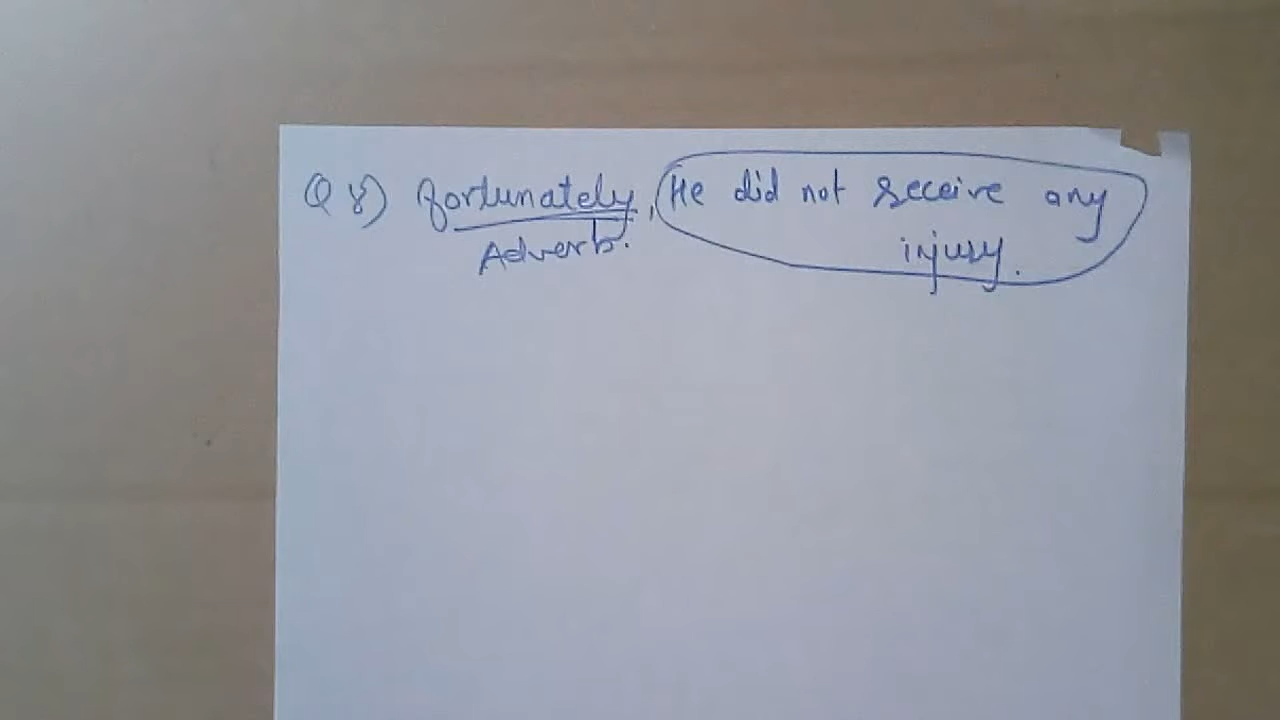 Q 8) fortunately, He did not receive any
injury.
Adverb.